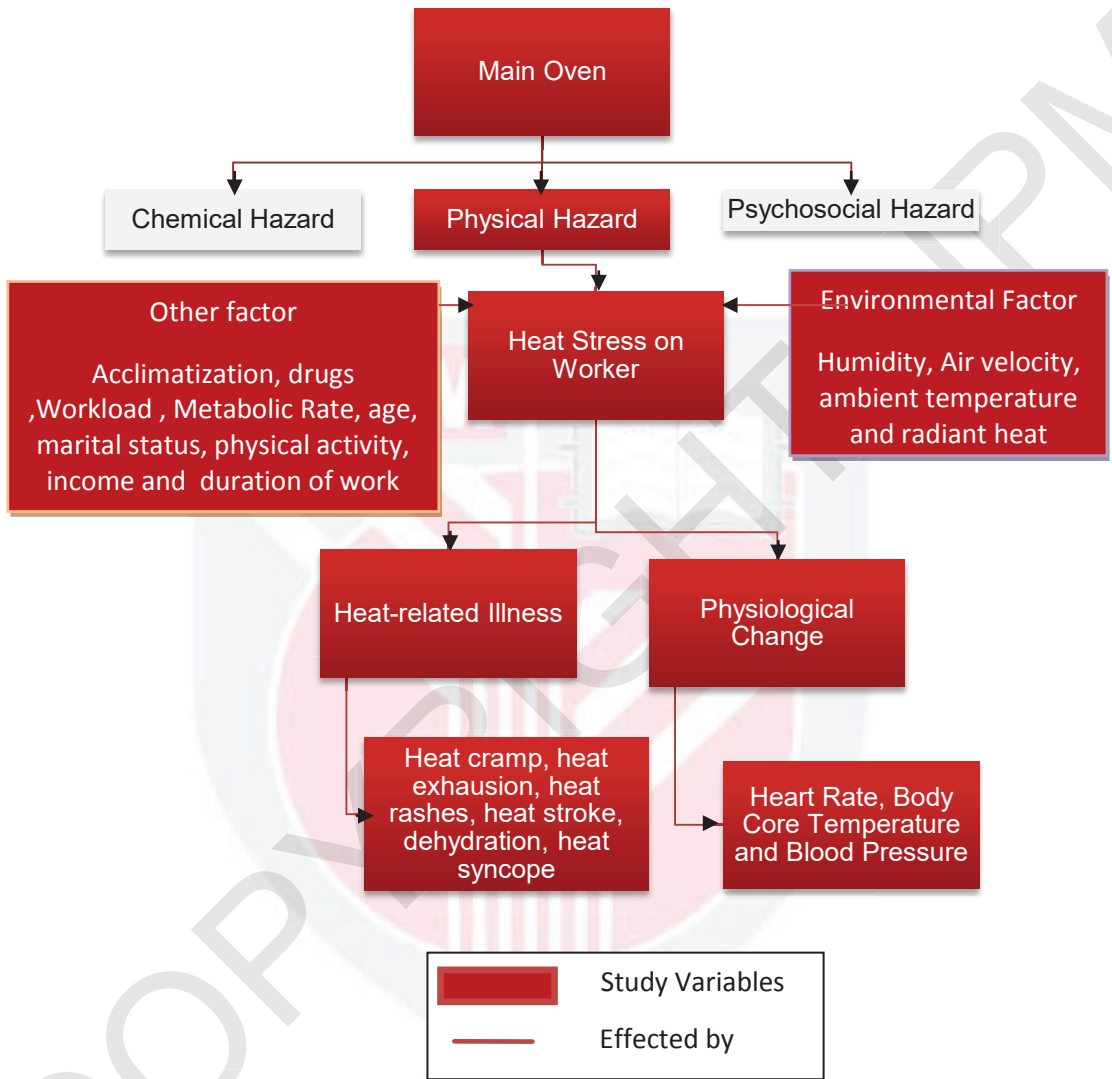 Main Oven
Chemical Hazard
Physical Hazard
Psychosocial Hazard
Other factor
Acclimatization, drugs
,Workload , Metabolic Rate, age,
marital status, physical activity,
income and  duration of work
Heat Stress on
Worker
Environmental Factor
Humidity, Air velocity,
ambient temperature
and radiant heat
Heat-related Illness
Physiological
Change
Heat cramp, heat
exhausion, heat
rashes, heat stroke,
dehydration, heat
syncope
Heart Rate, Body
Core Temperature
and Blood Pressure
Study Variables
Effected by
COPYRIGHT UPM